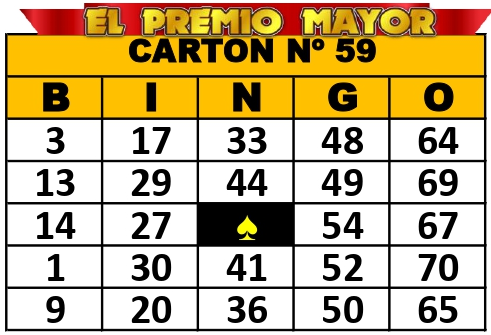 EL PREMIO MAYOR
CARTON Nº 59
B I N G O
3 17 33 48 64
13 29 44 49 69
14 27 ♠ 54 67
1 30 41 52 70
9 20 36 50 65